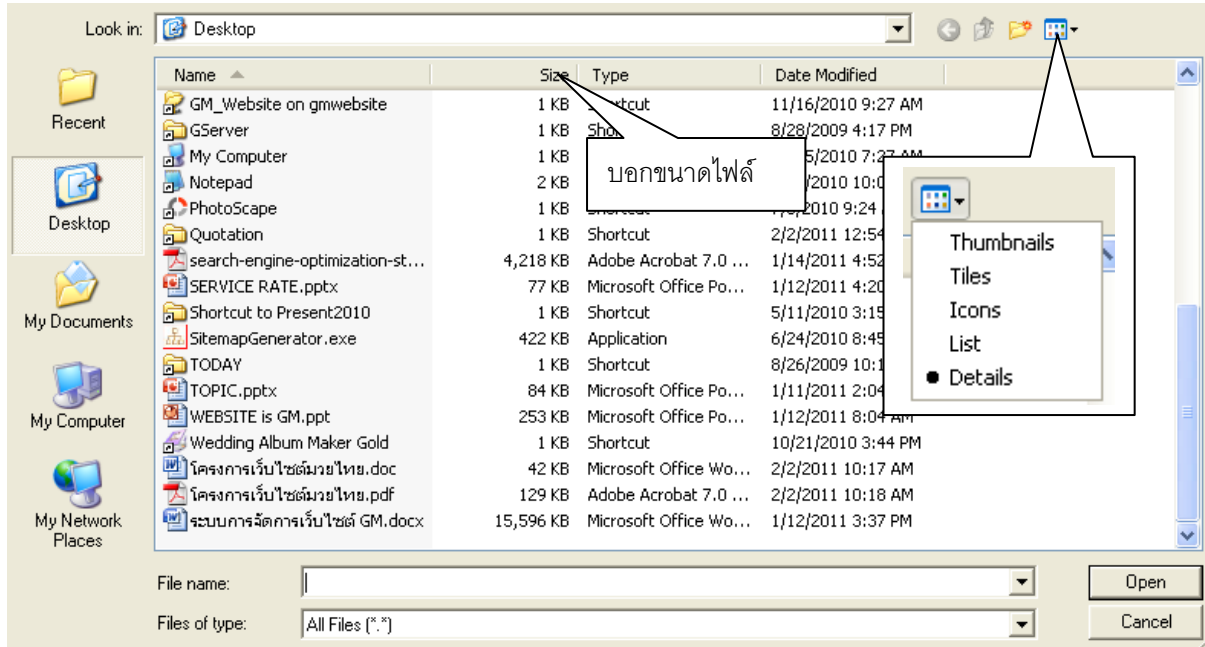 Look in: Desktop
Name Size Type Date Modified
GM_Website on gmwebsite 1 KB Shortcut 11/16/2010 9:27 AM
GServer 1 KB 8/28/2009 4:17 PM
My Computer 1 KB 7:27 AM
Notepad 2 KB
PhotoScape 1 KB Shortcut 2010 9:24
Quotation 1 KB Shortcut 2/2/2011 12:54
search-engine-optimization-st... 4,218 KB Adobe Acrobat 7.0 ... 1/14/2011 4:52
SERVICE RATE.pptx 77 KB Microsoft Office Po... 1/12/2011 4:20
Shortcut to Present2010 1 KB Shortcut 5/11/2010 3:15
SitemapGenerator.exe 422 KB Application 6/24/2010 8:45
TODAY 1 KB Shortcut 8/26/2009 10:1
TOPIC.pptx 84 KB Microsoft Office Po... 1/11/2011 2:04
WEBSITE is GM.ppt 253 KB Microsoft Office Po... 1/12/2011 8:04 AM
Wedding Album Maker Gold 1 KB Shortcut 10/21/2010 3:44 PM
โครงการเว็บไซต์มวยไทย.doc 42 KB Microsoft Office Wo... 2/2/2011 10:17 AM
โครงการเว็บไซต์มวยไทย.pdf 129 KB Adobe Acrobat 7.0 ... 2/2/2011 10:18 AM
ระบบการจัดการเว็บไซต์ GM.docx 15,596 KB Microsoft Office Wo... 1/12/2011 3:37 PM
บอกขนาดไฟล์
Thumbnails
Tiles
Icons
List
Details
Recent
Desktop
My Documents
My Computer
My Network
Places
File name: Open
Files of type: All Files (*.*) Cancel